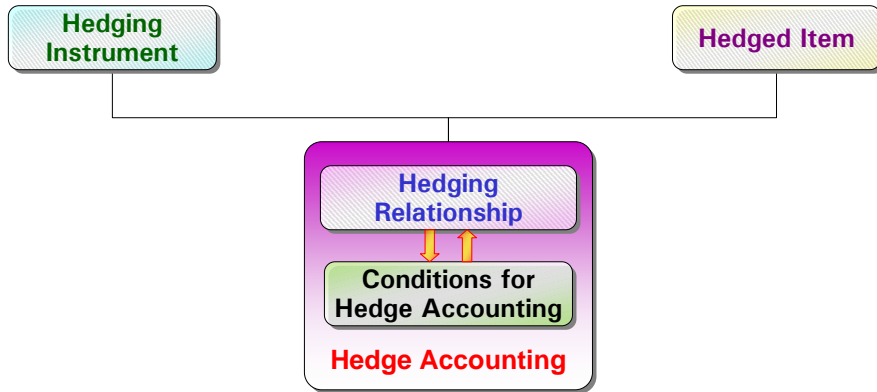 Hedging
Instrument
Hedged Item
Hedging
Relationship
Conditions for
Hedge Accounting
Hedge Accounting